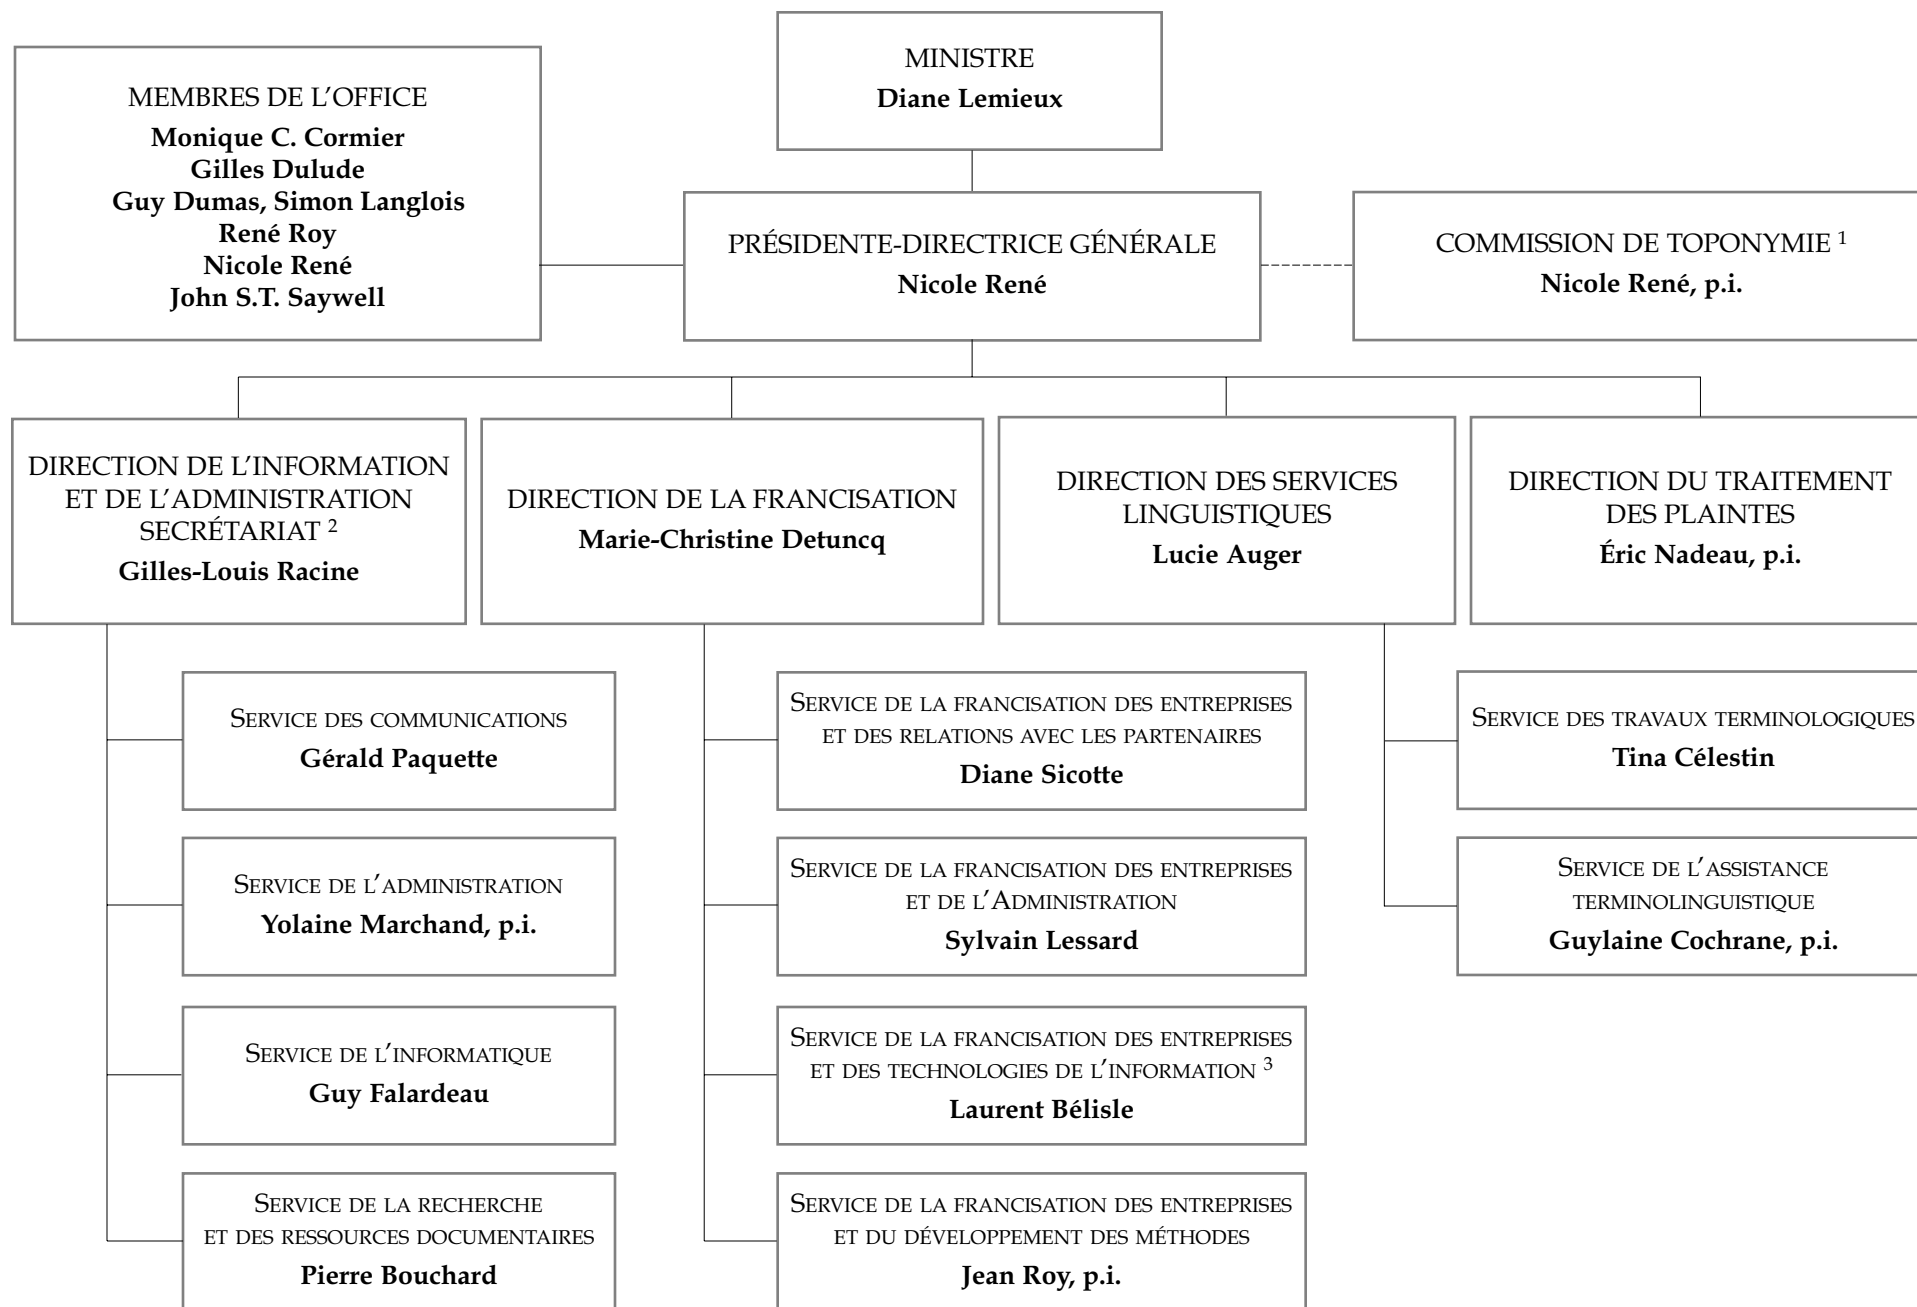 MINISTRE
Diane Lemieux
MEMBRES DE L’OFFICE
Monique C. Cormier
Gilles Dulude
Guy Dumas, Simon Langlois
René Roy
Nicole René
John S.T. Saywell
PRÉSIDENTE-DIRECTRICE GÉNÉRALE
Nicole René
COMMISSION DE TOPONYMIE 1
Nicole René, p.i.
DIRECTION DE L’INFORMATION
ET DE L’ADMINISTRATION
SECRÉTARIAT 2
Gilles-Louis Racine
DIRECTION DE LA FRANCISATION
Marie-Christine Detuncq
DIRECTION DES SERVICES
LINGUISTIQUES
Lucie Auger
DIRECTION DU TRAITEMENT
DES PLAINTES
Éric Nadeau, p.i.
SERVICE DES COMMUNICATIONS
Gérald Paquette
SERVICE DE L’ADMINISTRATION
Yolaine Marchand, p.i.
SERVICE DE L’INFORMATIQUE
Guy Falardeau
SERVICE DE LA RECHERCHE
ET DES RESSOURCES DOCUMENTAIRES
Pierre Bouchard
SERVICE DE LA FRANCISATION DES ENTREPRISES
ET DES RELATIONS AVEC LES PARTENAIRES
Diane Sicotte
SERVICE DE LA FRANCISATION DES ENTREPRISES
ET DE L’ADMINISTRATION
Sylvain Lessard
SERVICE DE LA FRANCISATION DES ENTREPRISES
ET DES TECHNOLOGIES DE L’INFORMATION 3
Laurent Bélisle
SERVICE DE LA FRANCISATION DES ENTREPRISES
ET DU DÉVELOPPEMENT DES MÉTHODES
Jean Roy, p.i.
SERVICE DES TRAVAUX TERMINOLOGIQUES
Tina Célestin
SERVICE DE L’ASSISTANCE
TERMINOLINGUISTIQUE
Guylaine Cochrane, p.i.